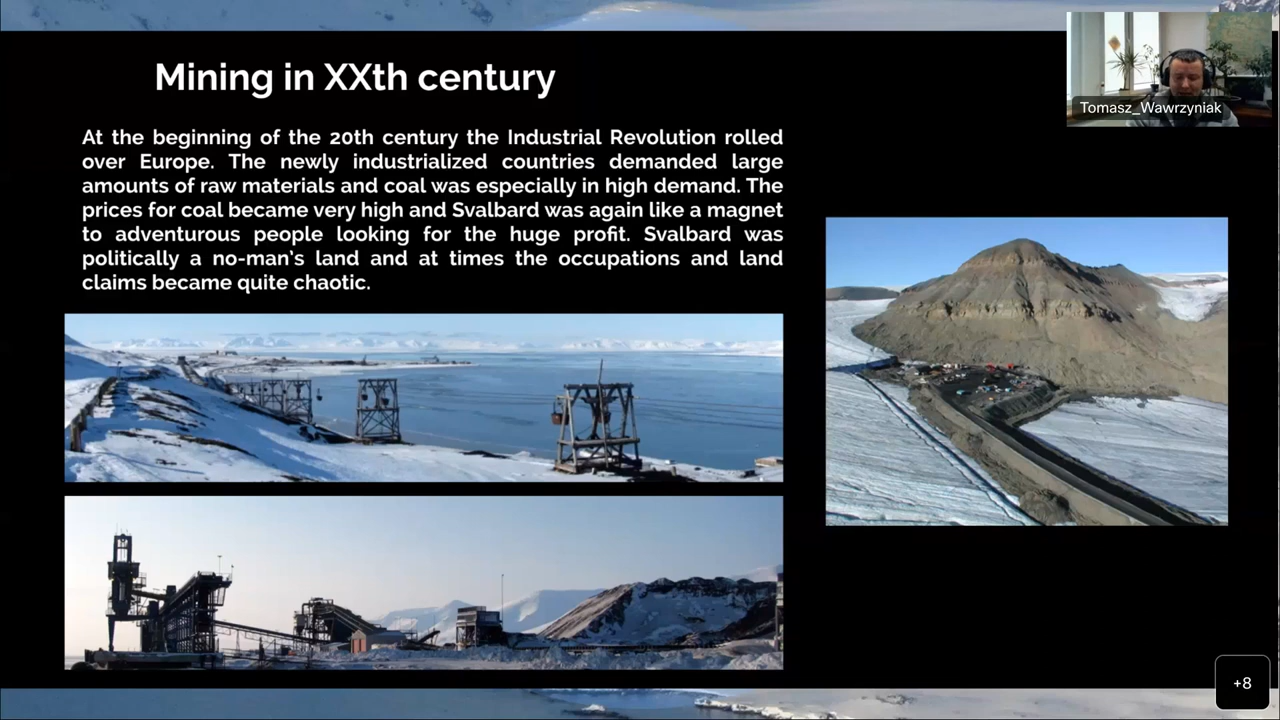 Mining in XXth century
Tomasz_Wawrzyniak
At the beginning of the 20th century the Industrial Revolution rolled
over Europe. The newly industrialized countries demanded large
amounts of raw materials and coal was especially in high demand. The
prices for coal became very high and Svalbard was again like a magnet
to adventurous people looking for the huge profit. Svalbard was
politically a no-man's land and at times the occupations and land
claims became quite chaotic.
+8